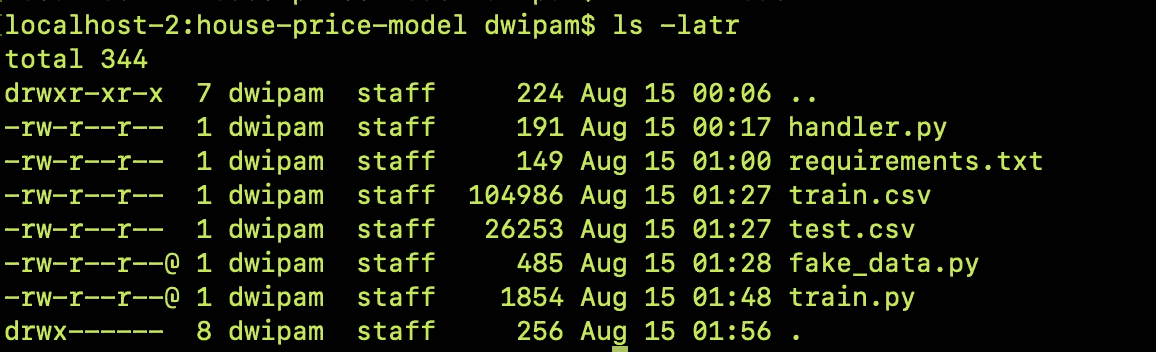 [localhost-2:house-price-model dwipam$ ls -latr
total 344
drwxr-xr-x  7 dwipam  staff     224 Aug 15 00:06 ..
-rw-r--r--  1 dwipam  staff     191 Aug 15 00:17 handler.py
-rw-r--r--  1 dwipam  staff     149 Aug 15 01:00 requirements.txt
-rw-r--r--  1 dwipam  staff  104986 Aug 15 01:27 train.csv
-rw-r--r--  1 dwipam  staff   26253 Aug 15 01:27 test.csv
-rw-r--r--@ 1 dwipam  staff     485 Aug 15 01:28 fake_data.py
-rw-r--r--@ 1 dwipam  staff    1854 Aug 15 01:48 train.py
drwx------  8 dwipam  staff     256 Aug 15 01:56 .